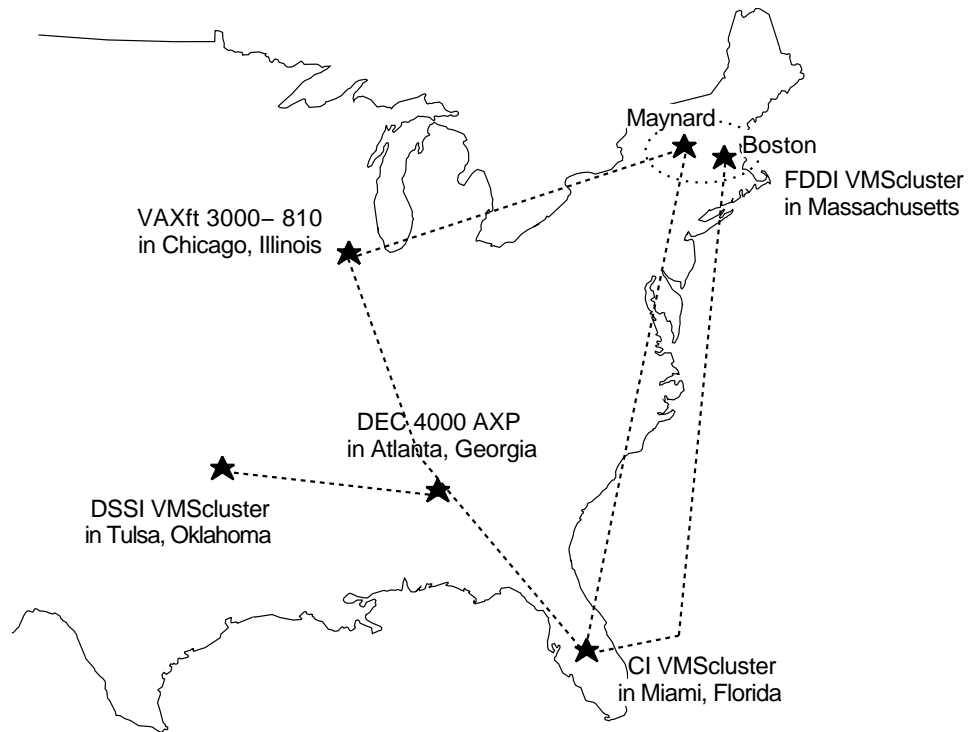 Maynard
Boston
FDDI VMScluster
in Massachusetts
VAXft 3000– 810
in Chicago, Illinois
DEC 4000 AXP
in Atlanta, Georgia
DSSI VMScluster
in Tulsa, Oklahoma
CI VMScluster
in Miami, Florida